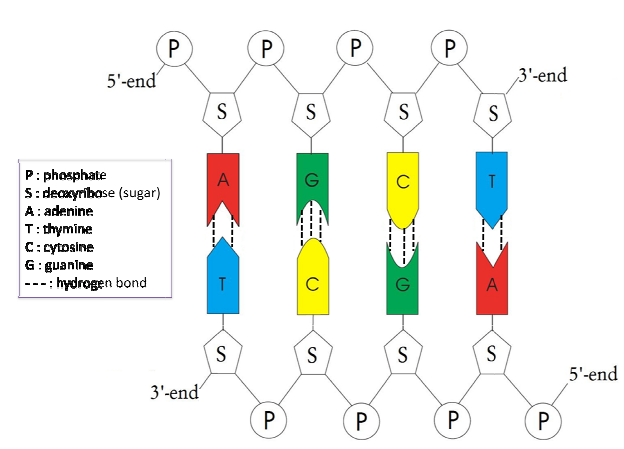 P P P P
5'-end 3'-end
S S S S
A G C T
P : phosphate
S : deoxyribose (sugar)
A : adenine
T : thymine
C : cytosine
G : guanine
---- : hydrogen bond
T C G A
S S S S
3'-end 5'-end
P P P P